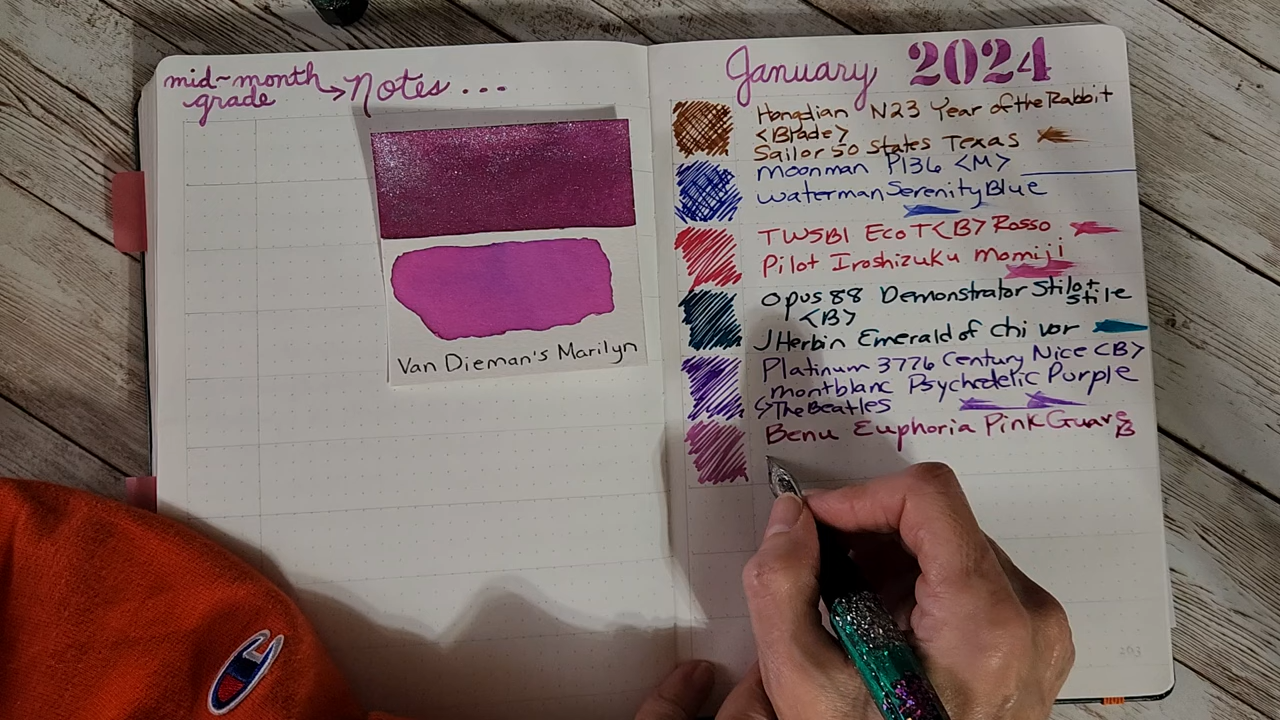 mid-month
grade → Notes ...
Van Dieman's Marilyn
January 2024
Hongdian N23 Year of the Rabbit
<Blade>
Sailor 50 states Texas
moonman P136 <M>
waterman Serenity Blue
TWSBI Eco T<B> Rosso
Pilot Iroshizuku momiji
Opus 88 Demonstrator Stilo+
Stile
<B>
J Herbin Emerald of Chivor
Platinum 3776 Century Nice <B>
montblanc Psychedelic Purple
↳The Beatles
Benu Euphoria Pink Guava
B
263